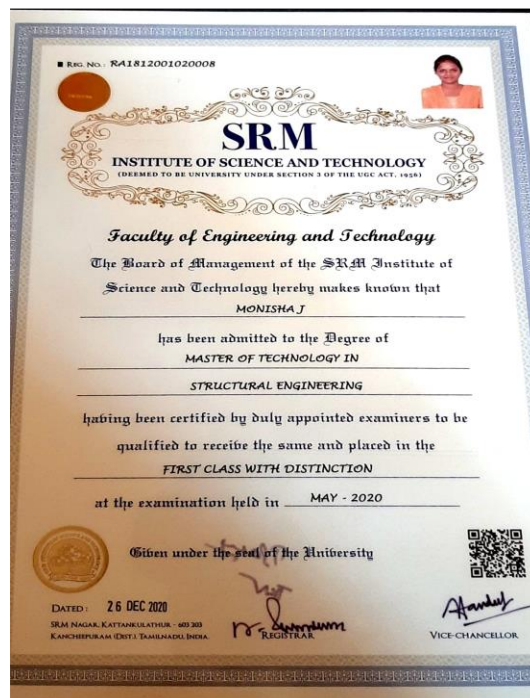 REG. NO.: RA1812001020008
SRM
INSTITUTE OF SCIENCE AND TECHNOLOGY
(DEEMED TO BE UNIVERSITY UNDER SECTION 3 OF THE UGC ACT, 1956)
Faculty of Engineering and Technology
The Board of Management of the SRM Institute of
Science and Technology hereby makes known that
MONISHA J
has been admitted to the Degree of
MASTER OF TECHNOLOGY IN
STRUCTURAL ENGINEERING
having been certified by duly appointed examiners to be
qualified to receive the same and placed in the
FIRST CLASS WITH DISTINCTION
at the examination held in MAY - 2020
Given under the seal of the University
DATED: 26 DEC 2020
SRM NAGAR, KATTANKULATHUR - 603 203
KANCHEEPURAM (DIST.), TAMILNADU, INDIA.
REGISTRAR
VICE-CHANCELLOR